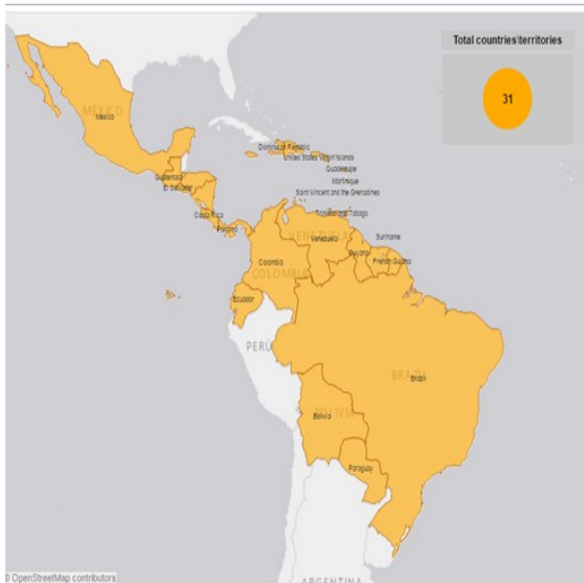 Total countries\territories
31
MÉXICO
Mexico
Dominican Republic
United States Virgin Islands
Guadeloupe
Martinique
Saint Vincent and the Grenadines
Guatemala
El Salvador
Costa Rica
Panama
Trinidad and Tobago
VENEZUELA
Venezuela
Suriname
Guyana
French Guiana
Colombia
COLOMBIA
Ecuador
PERÚ
BRAZIL
Brazil
BOLIVIA
Bolivia
Paraguay
ARGENTINA
© OpenStreetMap contributors